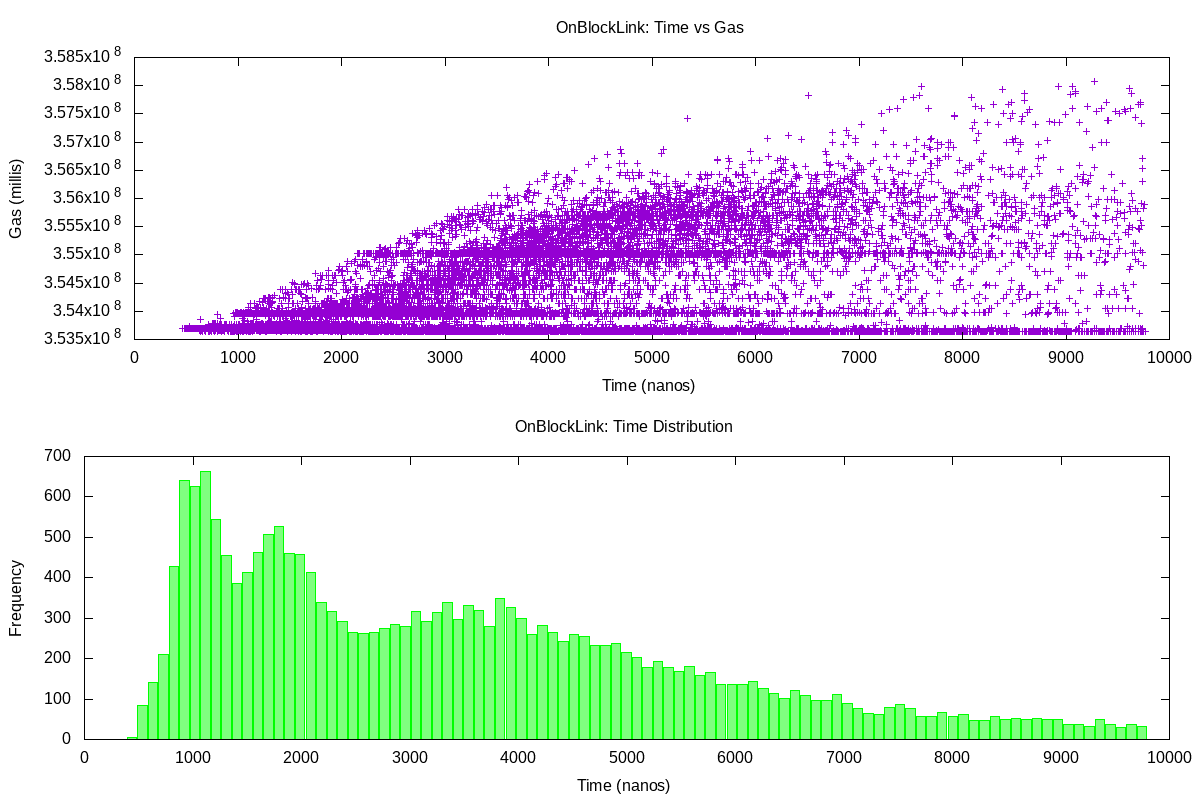 OnBlockLink: Time vs Gas
3.585x10^8
3.58x10^8
3.575x10^8
3.57x10^8
3.565x10^8
3.56x10^8
3.555x10^8
3.55x10^8
3.545x10^8
3.54x10^8
3.535x10^8
Gas (millis)
0 1000 2000 3000 4000 5000 6000 7000 8000 9000 10000
Time (nanos)
OnBlockLink: Time Distribution
700
600
500
400
300
200
100
0
Frequency
0 1000 2000 3000 4000 5000 6000 7000 8000 9000 10000
Time (nanos)